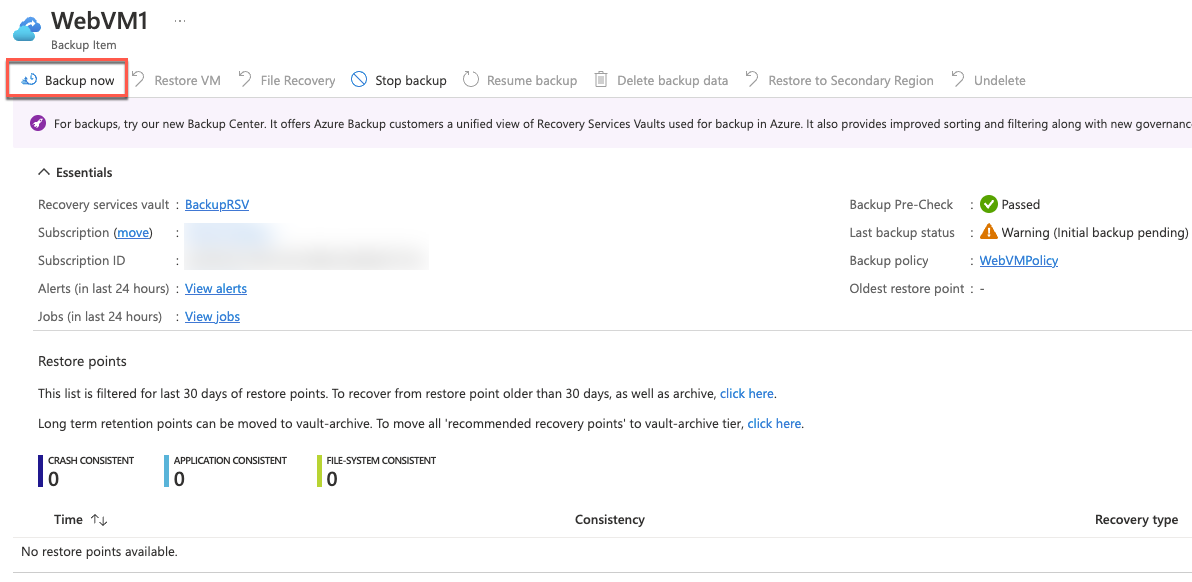 WebVM1 ...
Backup Item
Backup now Restore VM File Recovery Stop backup Resume backup Delete backup data Restore to Secondary Region Undelete
For backups, try our new Backup Center. It offers Azure Backup customers a unified view of Recovery Services Vaults used for backup in Azure. It also provides improved sorting and filtering along with new governanc
Essentials
Recovery services vault : BackupRSV
Subscription (move) :
Subscription ID :
Alerts (in last 24 hours) : View alerts
Jobs (in last 24 hours) : View jobs
Backup Pre-Check : Passed
Last backup status : Warning (Initial backup pending)
Backup policy : WebVMPolicy
Oldest restore point : -
Restore points
This list is filtered for last 30 days of restore points. To recover from restore point older than 30 days, as well as archive, click here.
Long term retention points can be moved to vault-archive. To move all 'recommended recovery points' to vault-archive tier, click here.
CRASH CONSISTENT
0
APPLICATION CONSISTENT
0
FILE-SYSTEM CONSISTENT
0
Time ↑↓ Consistency Recovery type
No restore points available.